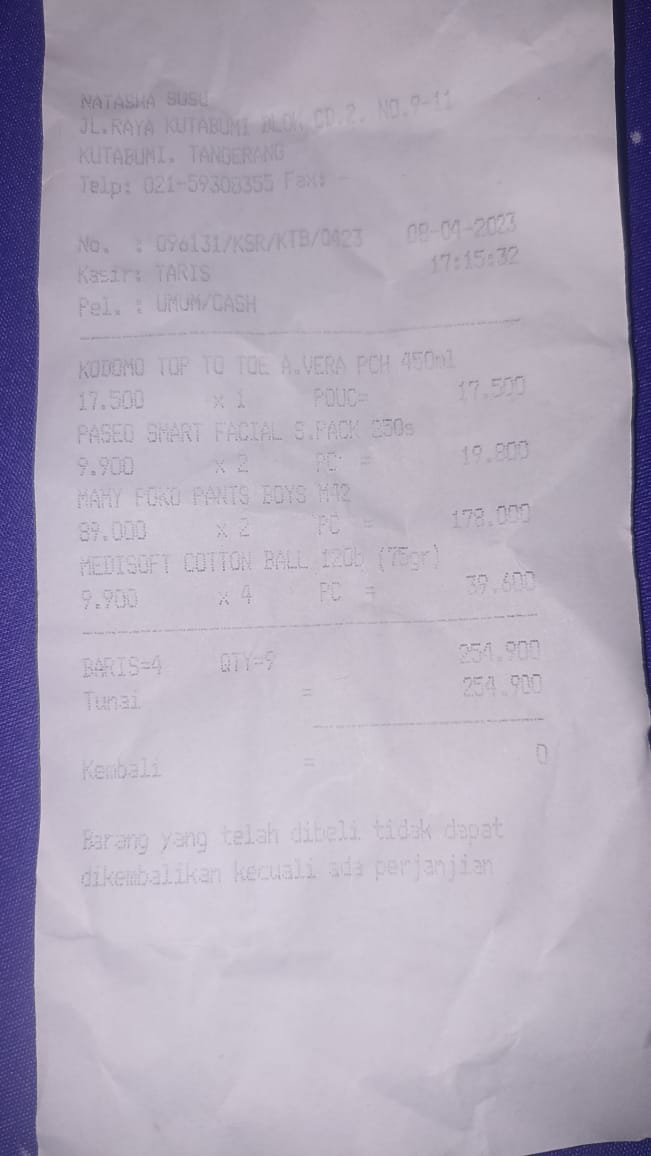 NATASHA SUSU
JL.RAYA KUTABUMI BLOK CD.2. NO.9-11
KUTABUMI. TANGERANG
Telp: 021-59308355 Fax: -
No. : 096131/KSR/KTB/0423 08-04-2023
Kasir: TARIS 17:15:32
Pel. : UMUM/CASH
KODOMO TOP TO TOE A.VERA PCH 450ml
17.500 x 1 POUC= 17.500
PASEO SMART FACIAL S.PACK 250s
9.900 x 2 PC = 19.800
MAMY POKO PANTS BOYS M42
89.000 x 2 PC = 178.000
MEDISOFT COTTON BALL 120b (75gr)
9.900 x 4 PC = 39.600
BARIS=4 QTY=9 254.900
Tunai = 254.900
Kembali = 0
Barang yang telah dibeli tidak dapat
dikembalikan kecuali ada perjanjian